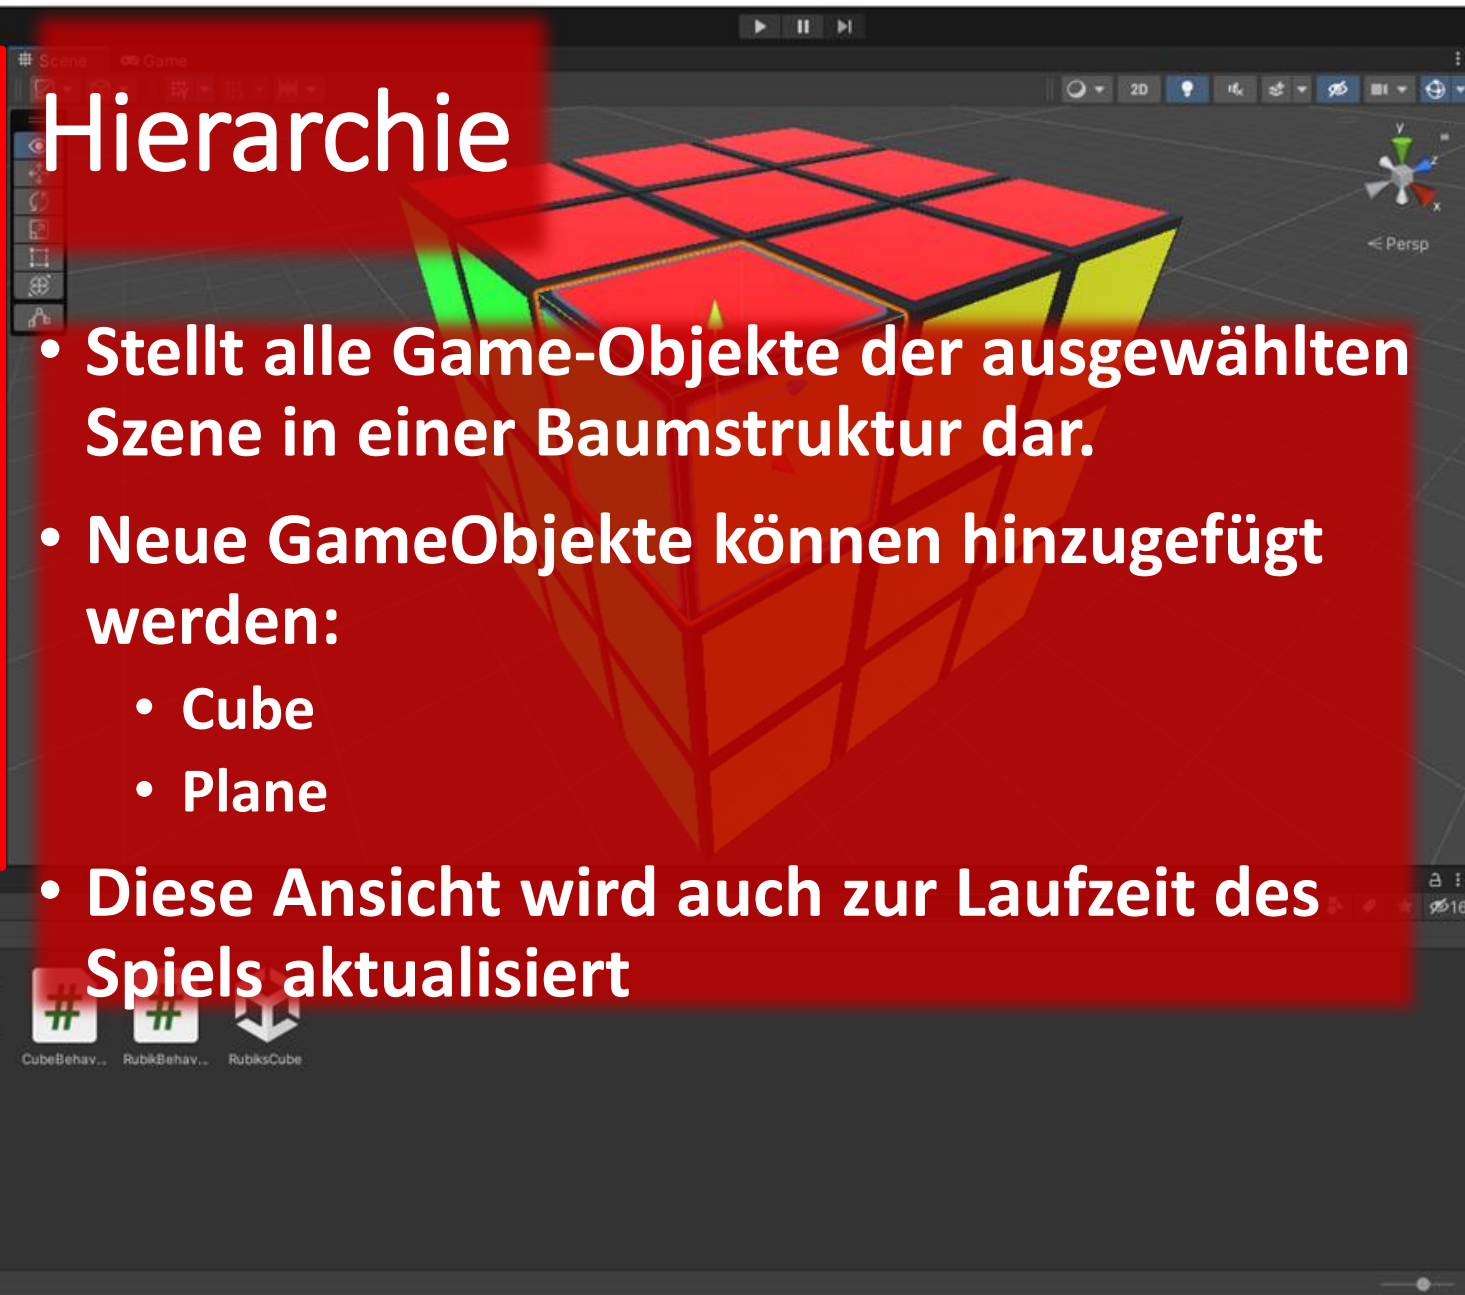 Scene Game
2D
Hierarchie
y
z
x
Persp
• Stellt alle Game-Objekte der ausgewählten
Szene in einer Baumstruktur dar.
• Neue GameObjekte können hinzugefügt
werden:
• Cube
• Plane
• Diese Ansicht wird auch zur Laufzeit des
Spiels aktualisiert
16
# #
CubeBehav... RubikBehav... RubiksCube